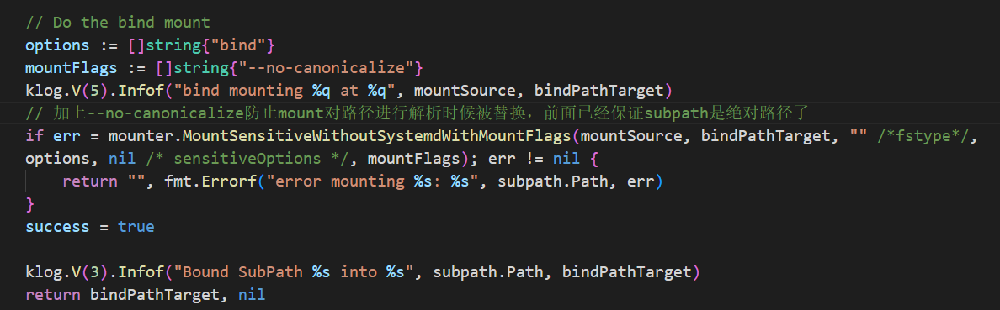 // Do the bind mount
options := []string{"bind"}
mountFlags := []string{"--no-canonicalize"}
klog.V(5).Infof("bind mounting %q at %q", mountSource, bindPathTarget)
// 加上--no-canonicalize防止mount对路径进行解析时候被替换，前面已经保证subpath是绝对路径了
if err = mounter.MountSensitiveWithoutSystemdWithMountFlags(mountSource, bindPathTarget, "" /*fstype*/,
options, nil /* sensitiveOptions */, mountFlags); err != nil {
    return "", fmt.Errorf("error mounting %s: %s", subpath.Path, err)
}
success = true

klog.V(3).Infof("Bound SubPath %s into %s", subpath.Path, bindPathTarget)
return bindPathTarget, nil